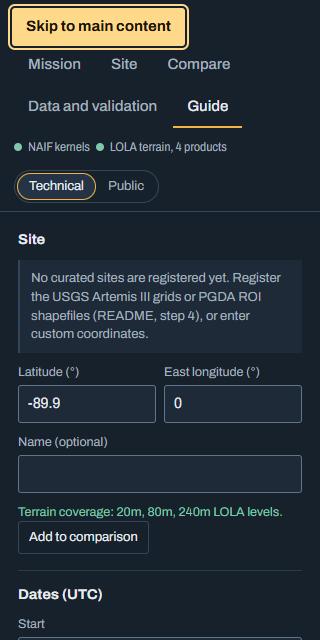 Skip to main content
Mission Site Compare
Data and validation Guide
NAIF kernels LOLA terrain, 4 products
Technical Public
Site
No curated sites are registered yet. Register
the USGS Artemis III grids or PGDA ROI
shapefiles (README, step 4), or enter
custom coordinates.
Latitude (°) East longitude (°)
-89.9 0
Name (optional)
Terrain coverage: 20m, 80m, 240m LOLA levels.
Add to comparison
Dates (UTC)
Start